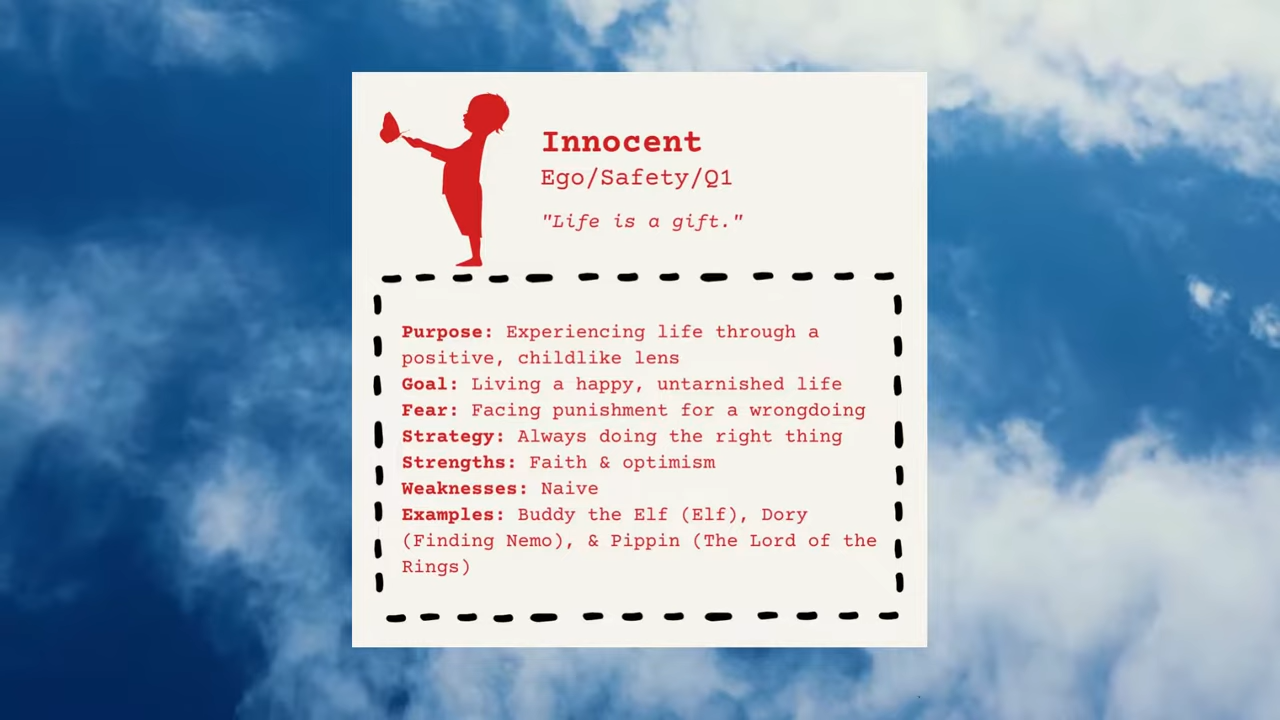 Innocent
Ego/Safety/Q1
"Life is a gift."
Purpose: Experiencing life through a
positive, childlike lens
Goal: Living a happy, untarnished life
Fear: Facing punishment for a wrongdoing
Strategy: Always doing the right thing
Strengths: Faith & optimism
Weaknesses: Naive
Examples: Buddy the Elf (Elf), Dory
(Finding Nemo), & Pippin (The Lord of the
Rings)